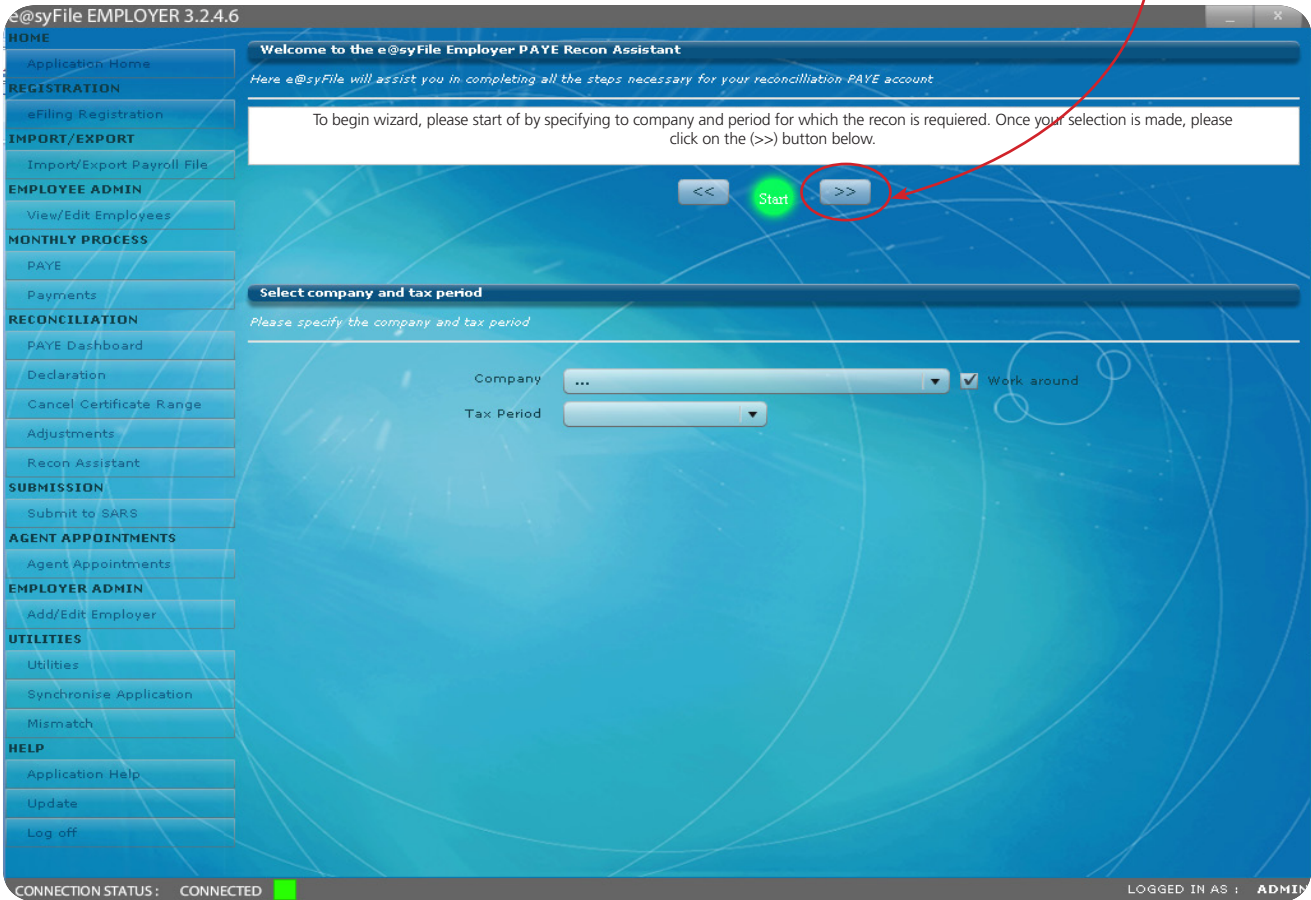 e@syFile EMPLOYER 3.2.4.6
_ X
HOME
Application Home
REGISTRATION
eFiling Registration
IMPORT/EXPORT
Import/Export Payroll File
EMPLOYEE ADMIN
View/Edit Employees
MONTHLY PROCESS
PAYE
Payments
RECONCILIATION
PAYE Dashboard
Declaration
Cancel Certificate Range
Adjustments
Recon Assistant
SUBMISSION
Submit to SARS
AGENT APPOINTMENTS
Agent Appointments
EMPLOYER ADMIN
Add/Edit Employer
UTILITIES
Utilities
Synchronise Application
Mismatch
HELP
Application Help
Update
Log off
Welcome to the e@syFile Employer PAYE Recon Assistant
Here e@syFile will assist you in completing all the steps necessary for your reconcilliation PAYE account
To begin wizard, please start of by specifying to company and period for which the recon is requiered. Once your selection is made, please
click on the (>>) button below.
<< Start >>
Select company and tax period
Please specify the company and tax period
Company ... Work around
Tax Period
CONNECTION STATUS : CONNECTED
LOGGED IN AS : ADMIN